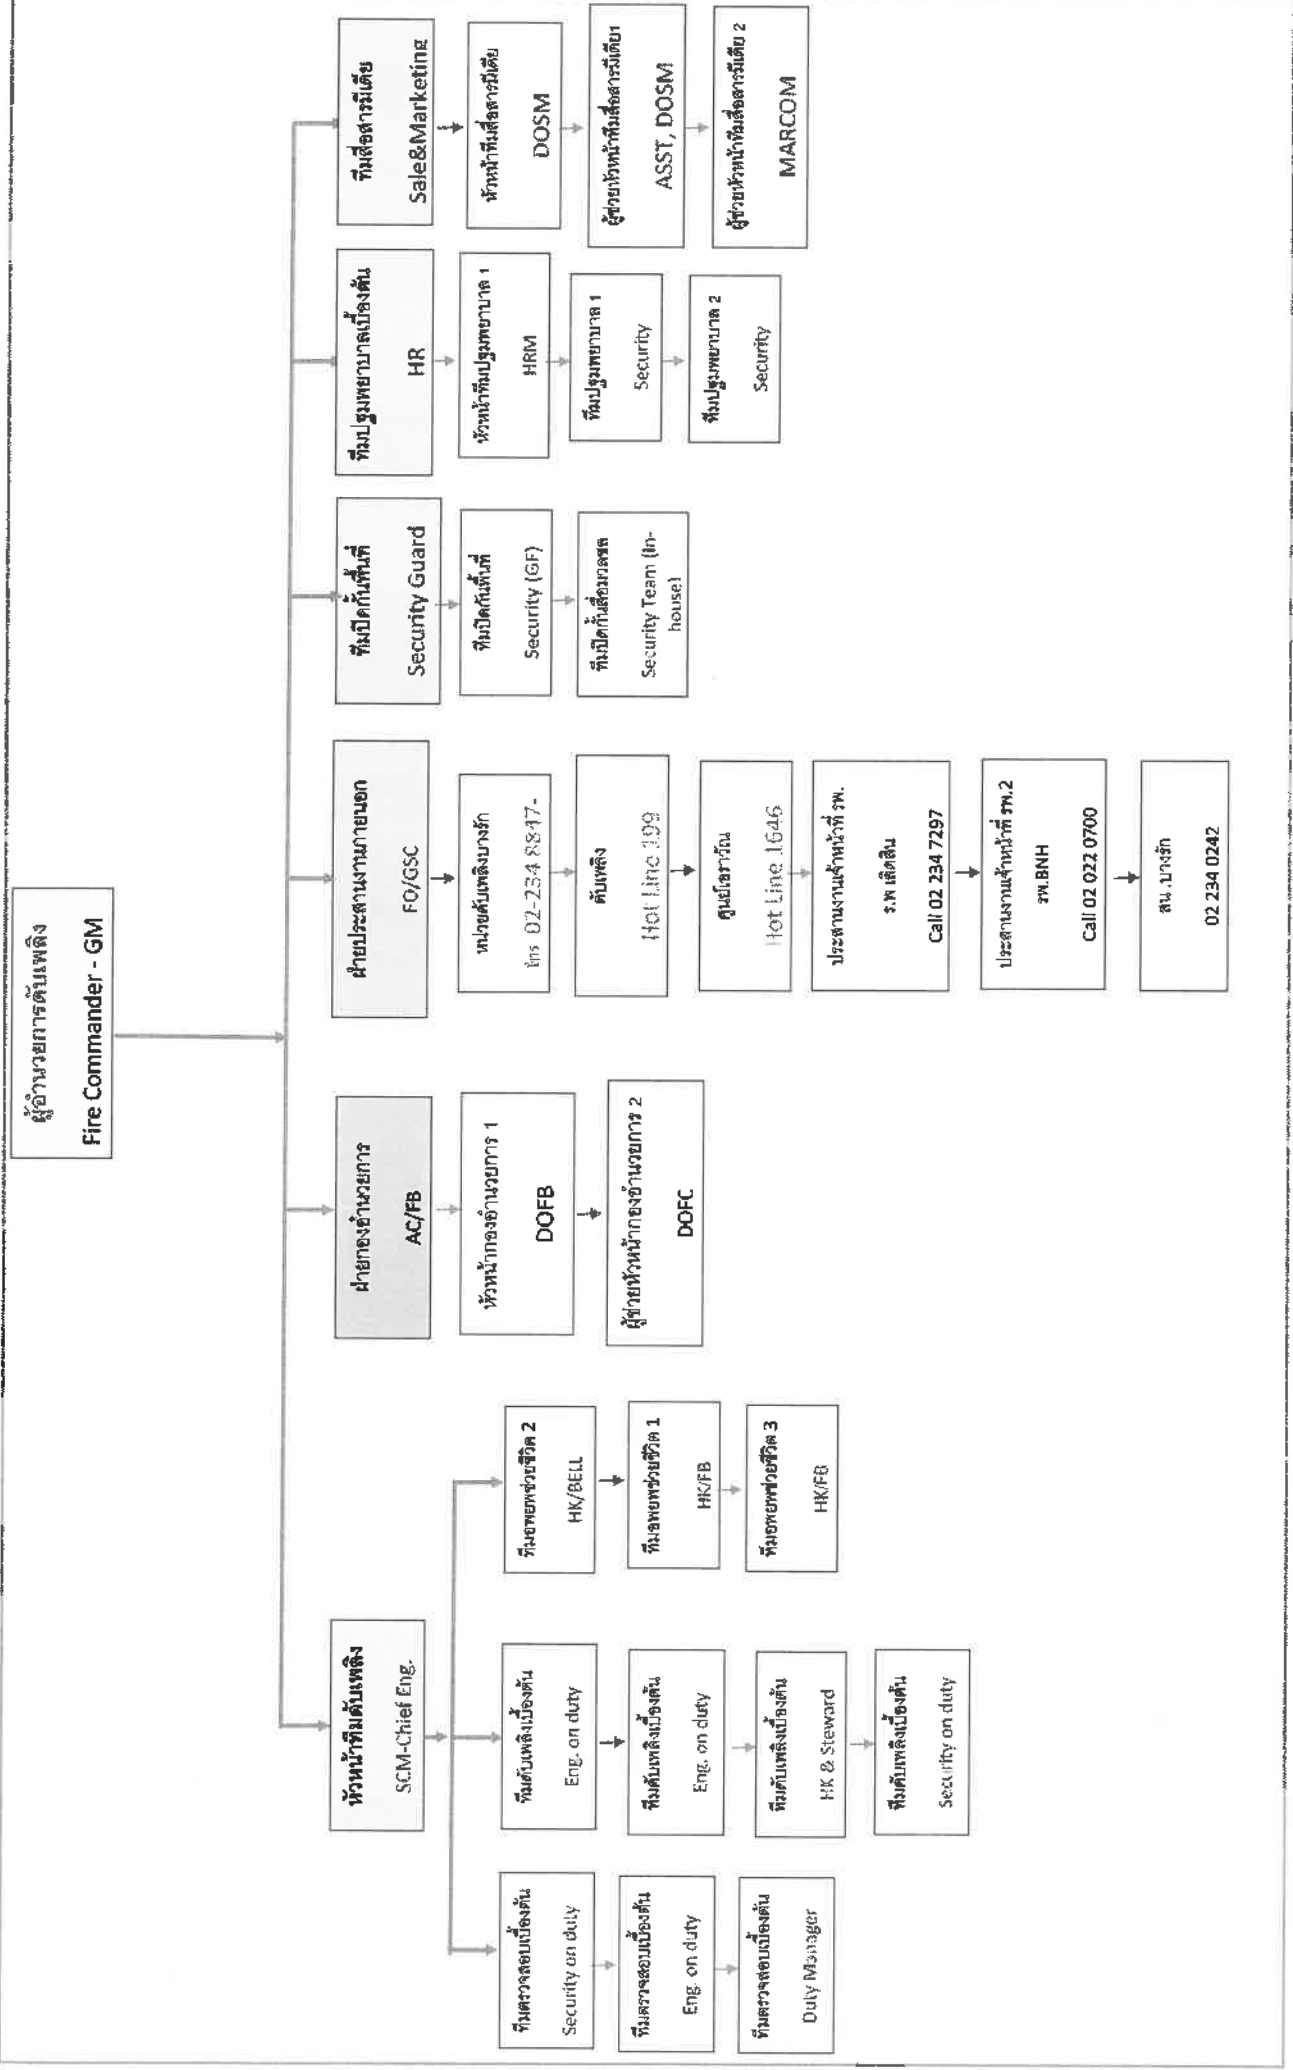 ผู้อำนวยการดับเพลิง
Fire Commander - GM
หัวหน้าทีมดับเพลิง
SCM-Chief Eng.
ทีมตรวจสอบเบื้องต้น
Security on duty
ทีมตรวจสอบเบื้องต้น
Eng. on duty
ทีมตรวจสอบเบื้องต้น
Duty Manager
ทีมดับเพลิงเบื้องต้น
Eng. on duty
ทีมดับเพลิงเบื้องต้น
Eng. on duty
ทีมดับเพลิงเบื้องต้น
HK & Steward
ทีมดับเพลิงเบื้องต้น
Security on duty
ทีมอพยพช่วยชีวิต 2
HK/BELL
ทีมอพยพช่วยชีวิต 1
HK/FB
ทีมอพยพช่วยชีวิต 3
HK/FB
ฝ่ายกองอำนวยการ
AC/FB
หัวหน้ากองอำนวยการ 1
DOFB
ผู้ช่วยหัวหน้ากองอำนวยการ 2
DOFC
ฝ่ายประสานงานภายนอก
FO/GSC
หน่วยดับเพลิงบางรัก
โทร 02-234 8847-
ดับเพลิง
Hot Line 199
ศูนย์เอราวัณ
Hot Line 1646
ประสานงานเจ้าหน้าที่ รพ.
ร.พ เลิดสิน
Call 02 234 7297
ประสานงานเจ้าหน้าที่ รพ.2
รพ.BNH
Call 02 022 0700
สน .บางรัก
02 234 0242
ทีมปิดกั้นพื้นที่
Security Guard
ทีมปิดกันพื้นที่
Security (GF)
ทีมปิดกั้นสื่อมวลชล
Security Team (In-
house)
ทีมปฐมพยาบาลเบื้องต้น
HR
หัวหน้าทีมปฐมพยาบาล 1
HRM
ทีมปฐมพยาบาล 1
Security
ทีมปฐมพยาบาล 2
Security
ทีมสื่อสารมีเดีย
Sale&Marketing
หัวหน้าทีมสื่อสารมีเดีย
DOSM
ผู้ช่วยหัวหน้าทีมสื่อสารมีเดีย1
ASST, DOSM
ผู้ช่วยหัวหน้าทีมสื่อสารมีเดีย 2
MARCOM